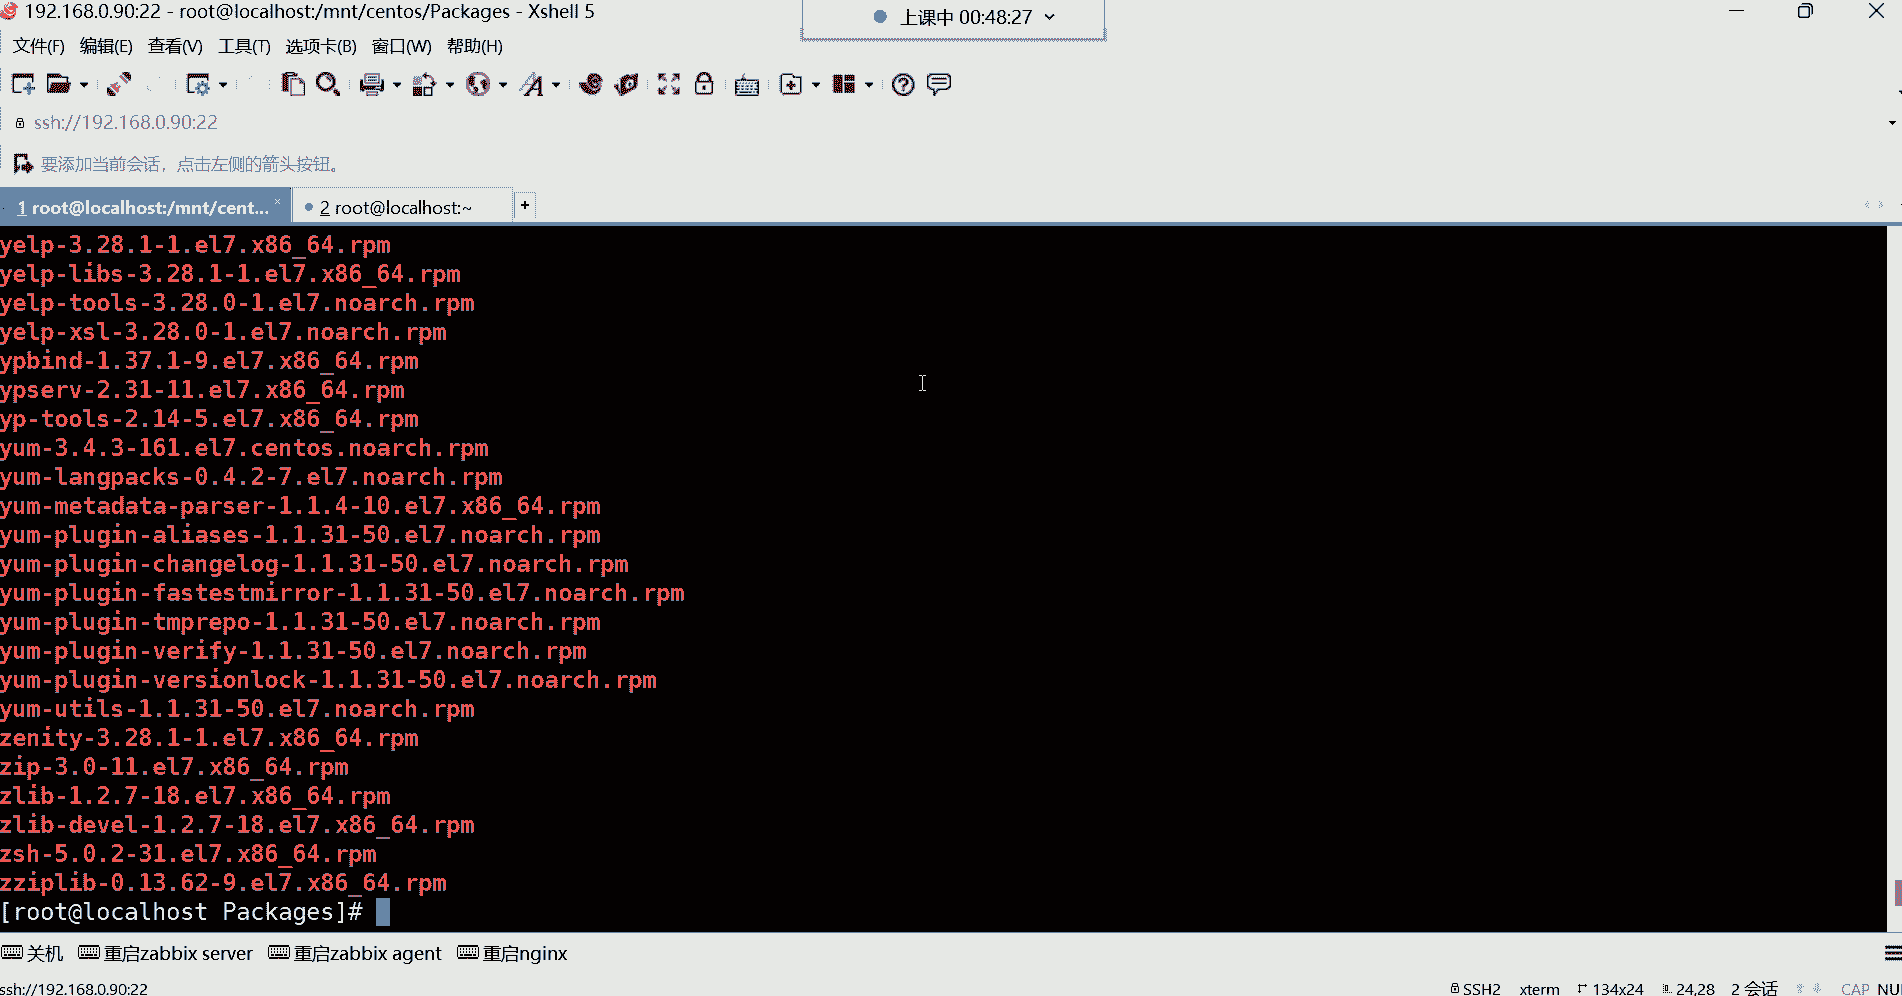 192.168.0.90:22 - root@localhost:/mnt/centos/Packages - Xshell 5
上课中 00:48:27
文件(F) 编辑(E) 查看(V) 工具(T) 选项卡(B) 窗口(W) 帮助(H)
ssh://192.168.0.90:22
要添加当前会话，点击左侧的箭头按钮。
1 root@localhost:/mnt/cent... × 2 root@localhost:~ +
yelp-3.28.1-1.el7.x86_64.rpm
yelp-libs-3.28.1-1.el7.x86_64.rpm
yelp-tools-3.28.0-1.el7.noarch.rpm
yelp-xsl-3.28.0-1.el7.noarch.rpm
ypbind-1.37.1-9.el7.x86_64.rpm
ypserv-2.31-11.el7.x86_64.rpm
yp-tools-2.14-5.el7.x86_64.rpm
yum-3.4.3-161.el7.centos.noarch.rpm
yum-langpacks-0.4.2-7.el7.noarch.rpm
yum-metadata-parser-1.1.4-10.el7.x86_64.rpm
yum-plugin-aliases-1.1.31-50.el7.noarch.rpm
yum-plugin-changelog-1.1.31-50.el7.noarch.rpm
yum-plugin-fastestmirror-1.1.31-50.el7.noarch.rpm
yum-plugin-tmprepo-1.1.31-50.el7.noarch.rpm
yum-plugin-verify-1.1.31-50.el7.noarch.rpm
yum-plugin-versionlock-1.1.31-50.el7.noarch.rpm
yum-utils-1.1.31-50.el7.noarch.rpm
zenity-3.28.1-1.el7.x86_64.rpm
zip-3.0-11.el7.x86_64.rpm
zlib-1.2.7-18.el7.x86_64.rpm
zlib-devel-1.2.7-18.el7.x86_64.rpm
zsh-5.0.2-31.el7.x86_64.rpm
zziplib-0.13.62-9.el7.x86_64.rpm
[root@localhost Packages]#
关机 重启zabbix server 重启zabbix agent 重启nginx
ssh://192.168.0.90:22 SSH2 xterm 134x24 24,28 2 会话 CAP NU